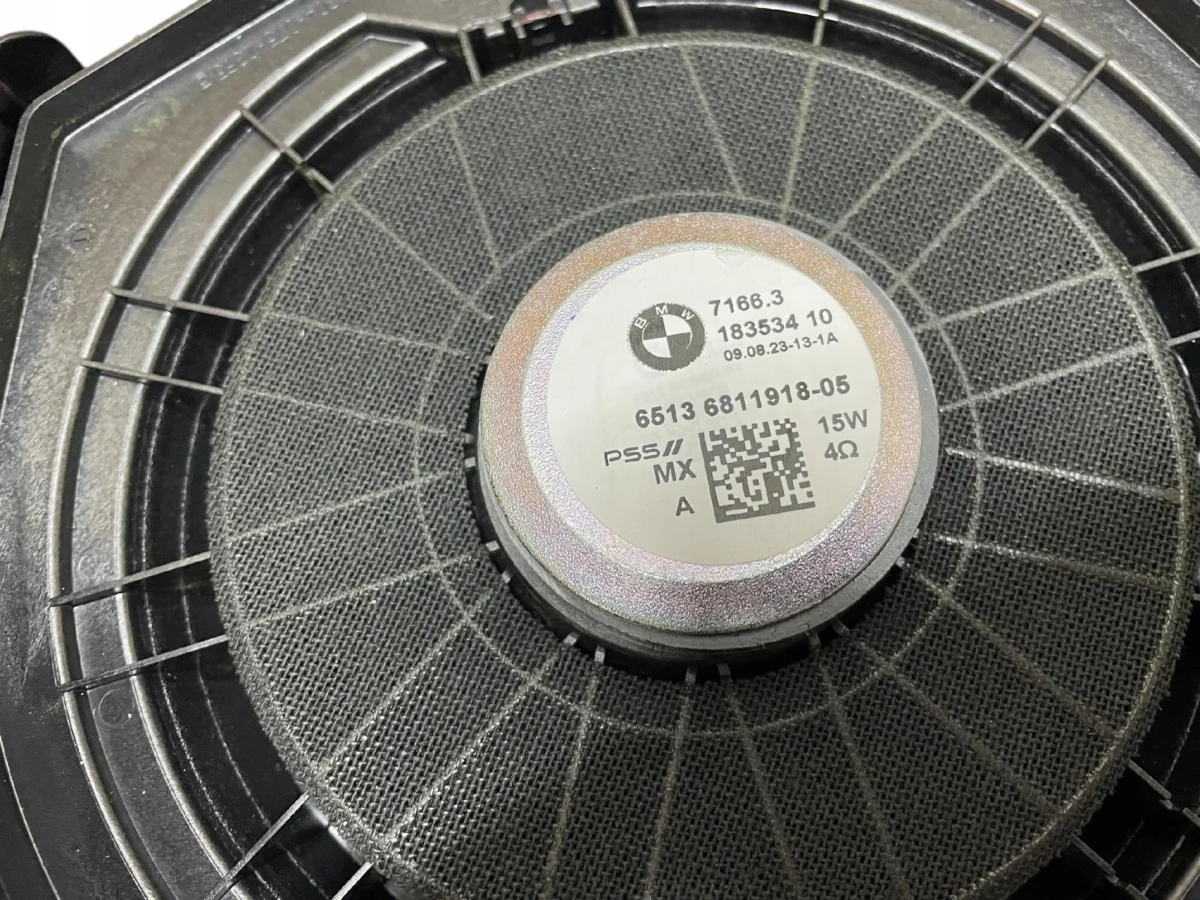 BMW
7166.3
183534 10
09.08.23-13-1A
6513 6811918-05
PSS//
15W
MX
4Ω
A